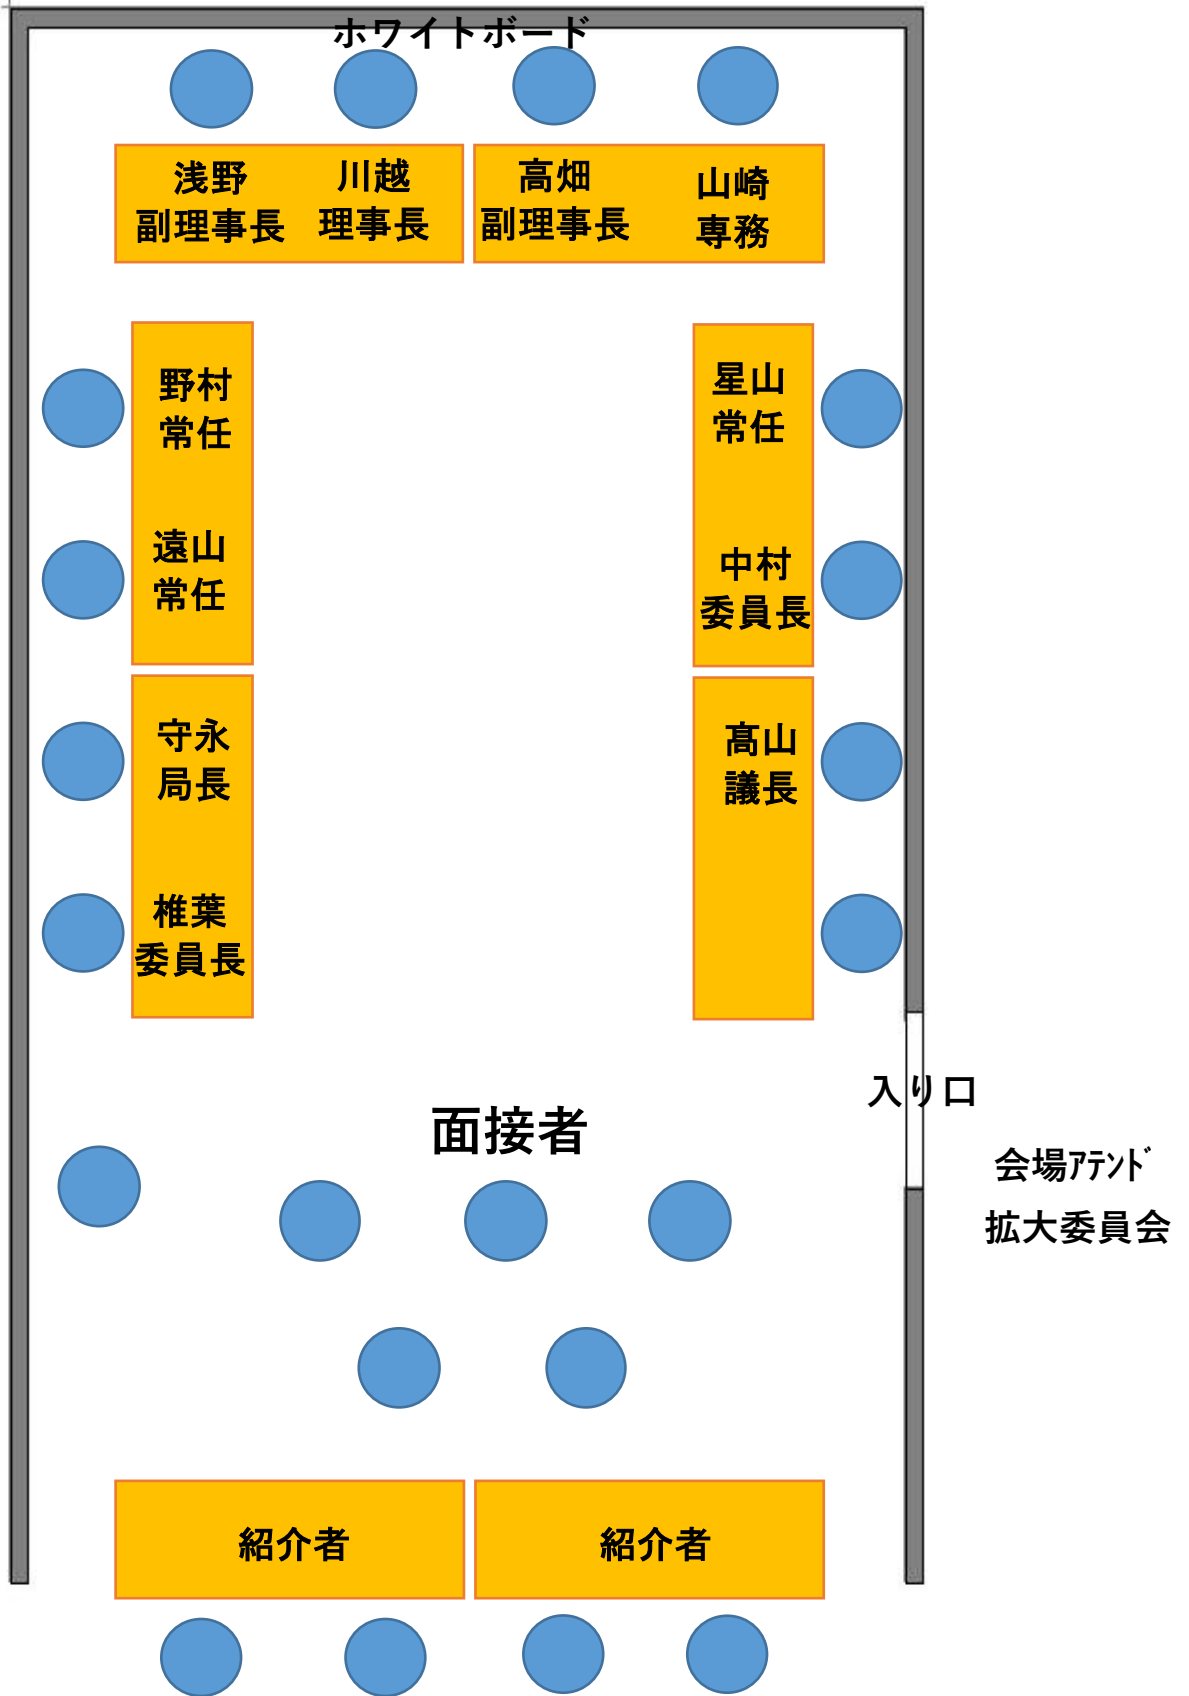 ホワイトボード
浅野
副理事長
川越
理事長
高畑
副理事長
山崎
専務
野村
常任
遠山
常任
守永
局長
椎葉
委員長
星山
常任
中村
委員長
髙山
議長
入り口
面接者
会場ｱﾃﾝﾄﾞ
拡大委員会
紹介者
紹介者